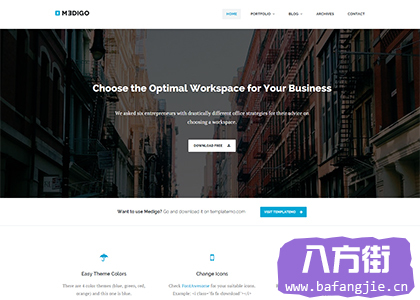 MEDIGO
HOME PORTFOLIO BLOG ARCHIVES CONTACT
Choose the Optimal Workspace for Your Business
We asked six entrepreneurs with drastically different office strategies for their advice on
choosing a workspace.
DOWNLOAD FREE
Want to use Medigo? Go and download it on templatemo.com
VISIT TEMPLATEMO
Easy Theme Colors
There are 4 color themes (blue, green, red,
orange) and this one is blue.
Change Icons
Check FontAwesome for your suitable icons.
Example: <i class='fa fa-download'></i>
八方街
www.bafangjie.cn